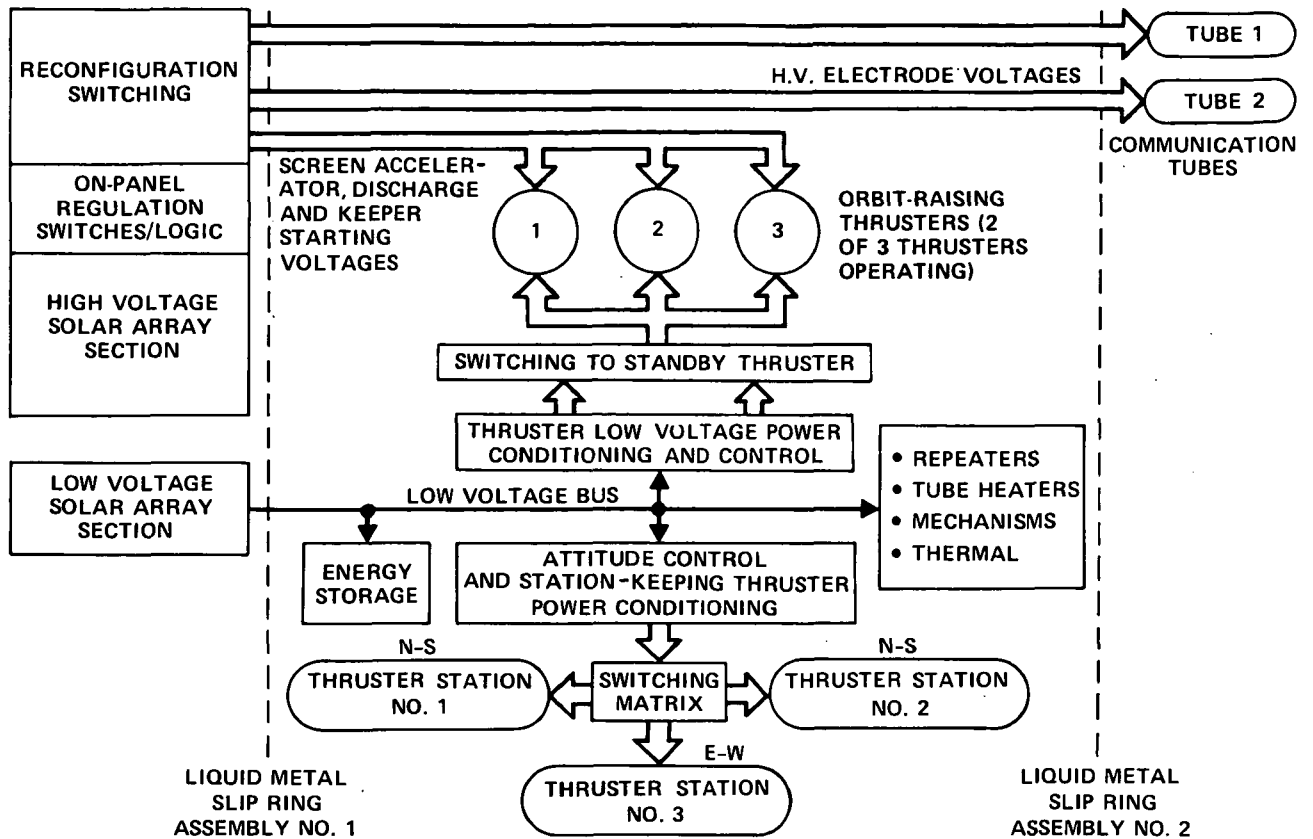 RECONFIGURATION
SWITCHING
ON-PANEL
REGULATION
SWITCHES/LOGIC
HIGH VOLTAGE
SOLAR ARRAY
SECTION
LOW VOLTAGE
SOLAR ARRAY
SECTION
TUBE 1
H.V. ELECTRODE VOLTAGES
TUBE 2
COMMUNICATION
TUBES
SCREEN ACCELER-
ATOR, DISCHARGE
AND KEEPER
STARTING
VOLTAGES
1
2
3
ORBIT-RAISING
THRUSTERS (2
OF 3 THRUSTERS
OPERATING)
SWITCHING TO STANDBY THRUSTER
THRUSTER LOW VOLTAGE POWER
CONDITIONING AND CONTROL
LOW VOLTAGE BUS
• REPEATERS
• TUBE HEATERS
• MECHANISMS
• THERMAL
ENERGY
STORAGE
ATTITUDE CONTROL
AND STATION-KEEPING THRUSTER
POWER CONDITIONING
N-S
THRUSTER STATION
NO. 1
SWITCHING
MATRIX
N-S
THRUSTER STATION
NO. 2
E-W
THRUSTER STATION
NO. 3
LIQUID METAL
SLIP RING
ASSEMBLY NO. 1
LIQUID METAL
SLIP RING
ASSEMBLY NO. 2